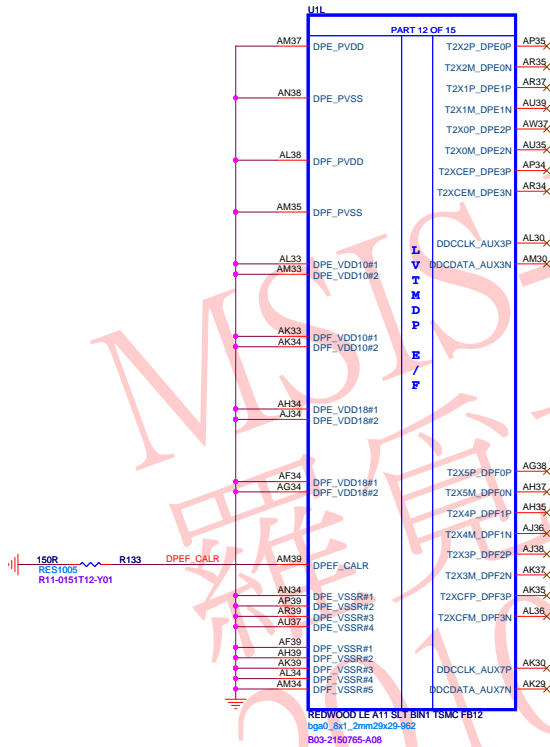 U1L
PART 12 OF 15
AM37 DPE_PVDD T2X2P_DPE0P AP35
T2X2M_DPE0N AR35
T2X1P_DPE1P AR37
AN38 DPE_PVSS T2X1M_DPE1N AU39
T2X0P_DPE2P AW37
T2X0M_DPE2N AU35
AL38 DPF_PVDD T2XCEP_DPE3P AP34
T2XCEM_DPE3N AR34
AM35 DPF_PVSS
DDCCLK_AUX3P AL30
AL33 DPE_VDD10#1 DDCDATA_AUX3N AM30
AM33 DPE_VDD10#2
LVTMDP E/F
AK33 DPF_VDD10#1
AK34 DPF_VDD10#2
AH34 DPE_VDD18#1
AJ34 DPE_VDD18#2
T2X5P_DPF0P AG38
AF34 DPF_VDD18#1
AG34 DPF_VDD18#2 T2X5M_DPF0N AH37
T2X4P_DPF1P AH35
T2X4M_DPF1N AJ36
T2X3P_DPF2P AJ38
150R R133 DPEF_CALR AM39 DPEF_CALR
RES1005
R11-0151T12-Y01
T2X3M_DPF2N AK37
AN34 DPE_VSSR#1 T2XCFP_DPF3P AK35
AP39 DPE_VSSR#2
AR39 DPE_VSSR#3 T2XCFM_DPF3N AL36
AU37 DPE_VSSR#4
AF39 DPF_VSSR#1
AH39 DPF_VSSR#2
AK39 DPF_VSSR#3 DDCCLK_AUX7P AK30
AL34 DPF_VSSR#4
AM34 DPF_VSSR#5 DDCDATA_AUX7N AK29
REDWOOD LE A11 SLT BIN1 TSMC FB12
bga0_8x1_2mm29x29-962
B03-2150765-A08
MSIS-
2010